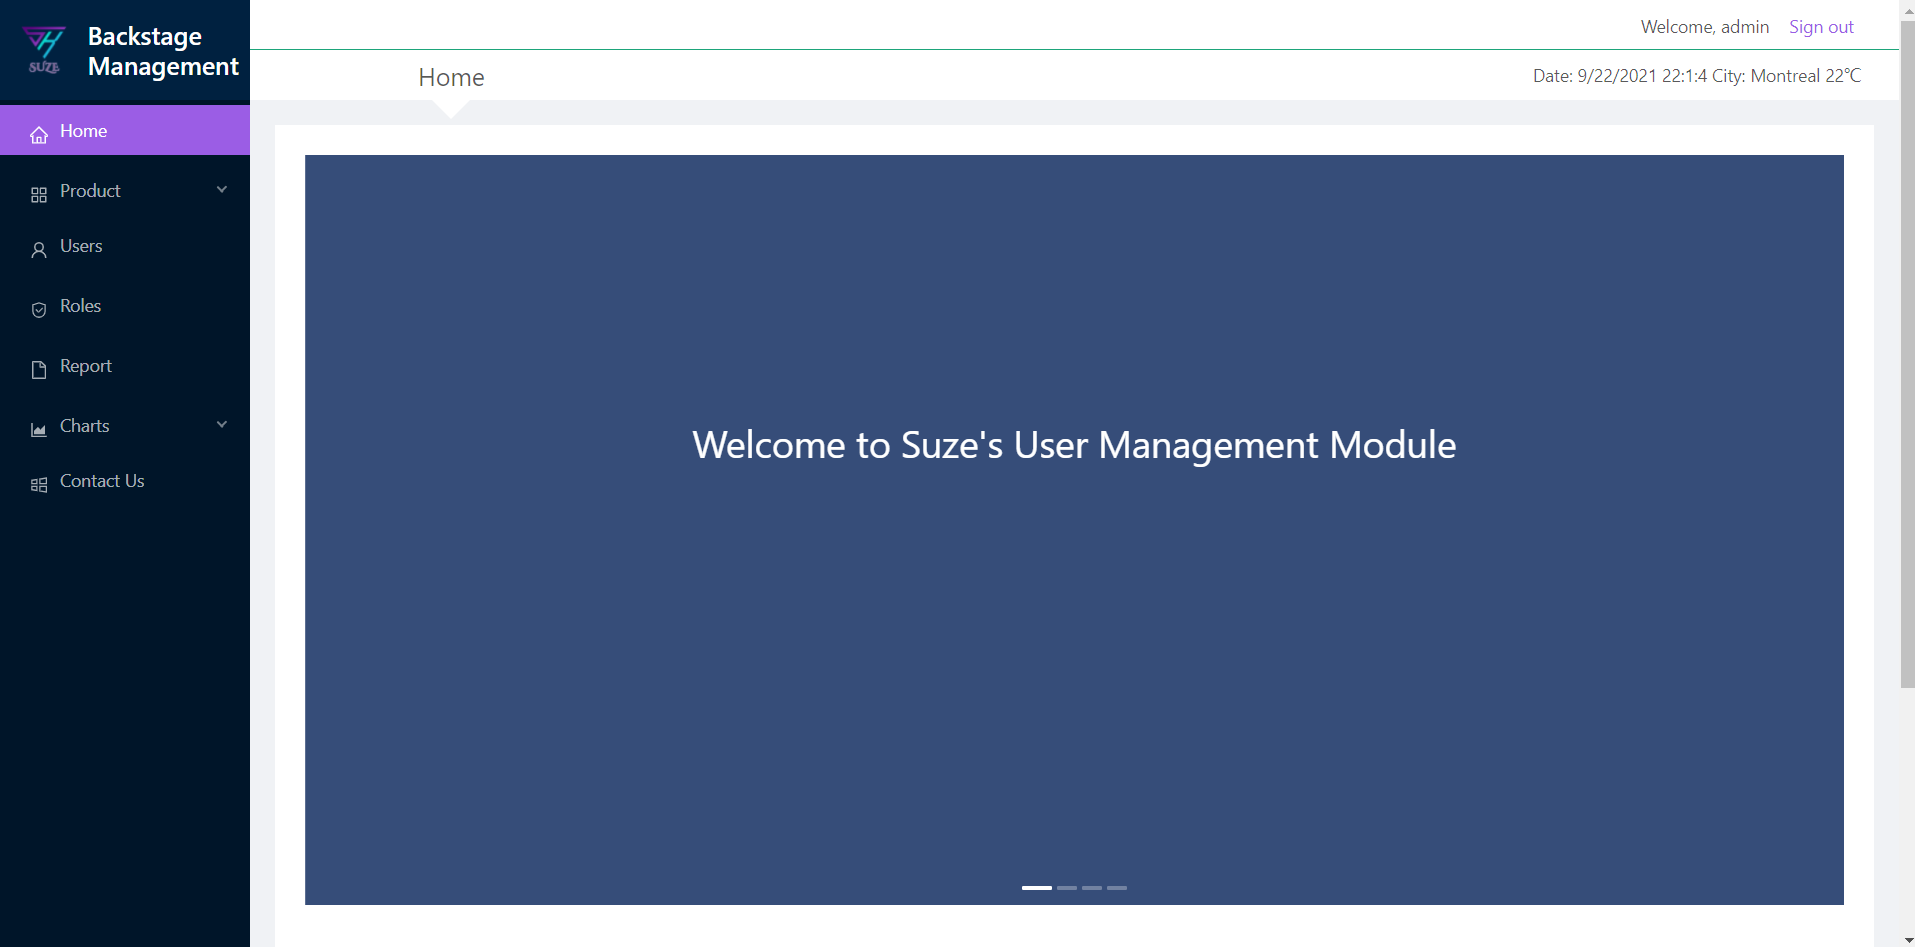 SUZE
Backstage
Management
Welcome, admin Sign out
Home
Date: 9/22/2021 22:1:4 City: Montreal 22℃
Home
Product
Users
Roles
Report
Charts
Contact Us
Welcome to Suze's User Management Module